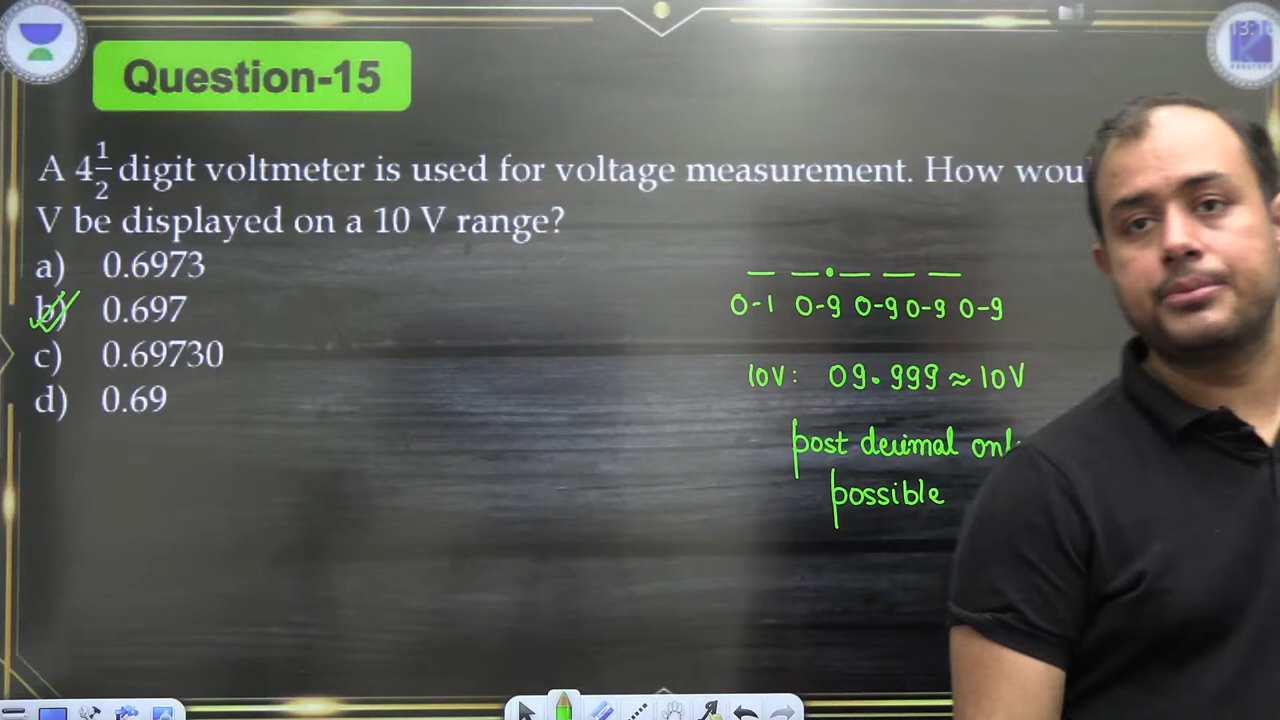 Question-15
A 4 1/2 digit voltmeter is used for voltage measurement. How wou
V be displayed on a 10 V range?
a) 0.6973
b) 0.697
c) 0.69730
d) 0.69
_ _ . _ _ _
0-1 0-9 0-9 0-9 0-9
10V: 09.999 ≈ 10V
post decimal onl
possible